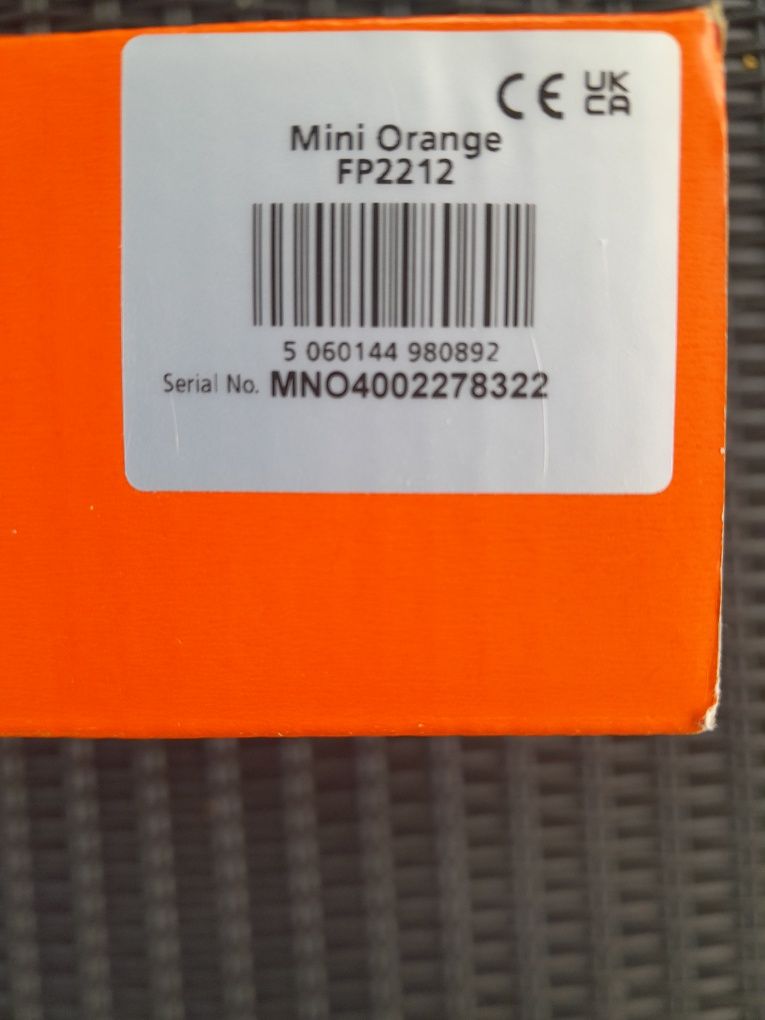 CE UK
CA
Mini Orange
FP2212
5 060144 980892
Serial No. MNO4002278322